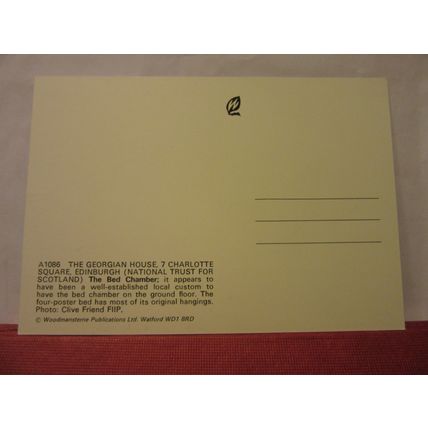 A1086 THE GEORGIAN HOUSE, 7 CHARLOTTE
SQUARE, EDINBURGH (NATIONAL TRUST FOR
SCOTLAND) The Bed Chamber; it appears to
have been a well-established local custom to
have the bed chamber on the ground floor. The
four-poster bed has most of its original hangings.
Photo: Clive Friend FIIP.
© Woodmansterne Publications Ltd. Watford WD1 8RD